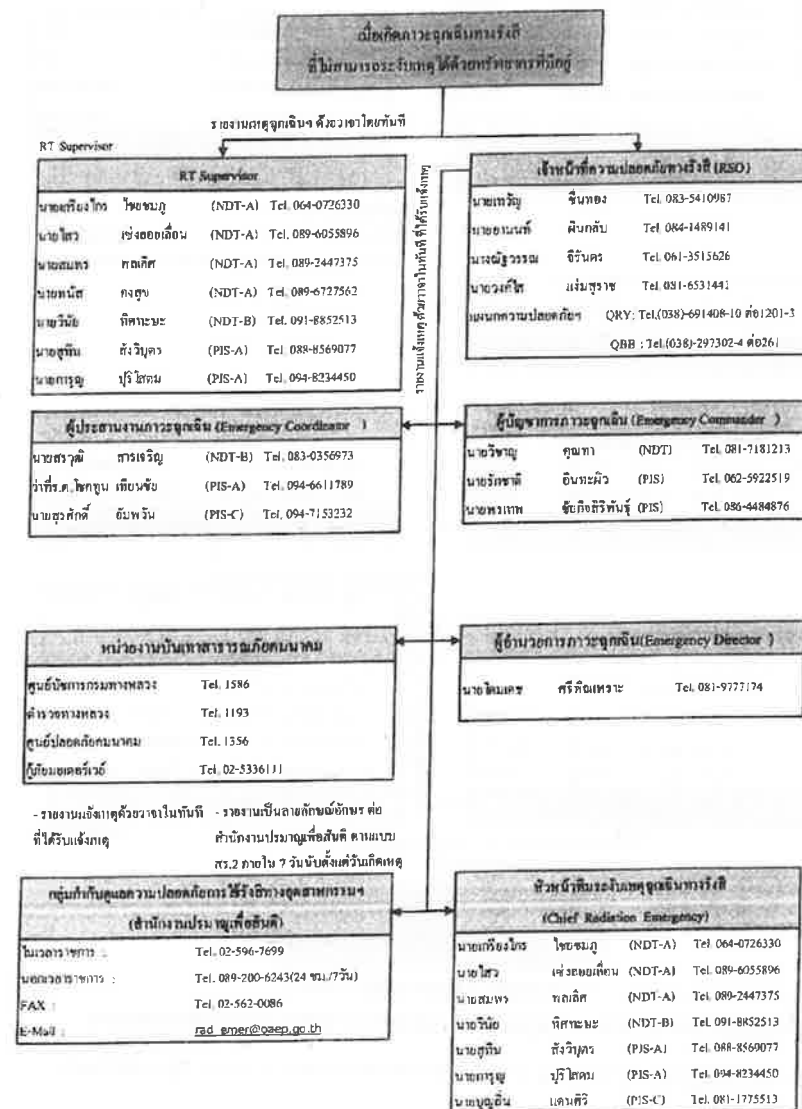 เมื่อเกิดภาวะฉุกเฉินทางรังสี
ที่ไม่สามารถระงับเหตุได้ด้วยทรัพยากรที่มีอยู่
รายงานเหตุฉุกเฉินฯ ด้วยวาจาโดยทันที
RT Supervisor
RT Supervisor
นายเกรียงไกร ไชยชมภู (NDT-A) Tel. 064-0726330
นายไสว เซ่งฮอยเลื่อน (NDT-A) Tel. 089-6055896
นายสมพร พลเลิศ (NDT-A) Tel. 089-2447375
นายพนัส คงสุข (NDT-A) Tel. 089-6727562
นายวินัย ทิศทะษะ (NDT-B) Tel. 091-8852513
นายสุทิน สังวิบุตร (PIS-A) Tel. 088-8569077
นายการุญ ปุริโสดม (PIS-A) Tel. 094-8234450
รายงานแจ้งเหตุ ด้วยวาจาในทันที ที่ได้รับแจ้งเหตุ
เจ้าหน้าที่ความปลอดภัยทางรังสี (RSO)
นายเหวัญ ชื่นทอง Tel. 083-5410987
นายอานนท์ ผินกลับ Tel. 084-1489141
นางณัฐวรรณ จิรันดร Tel. 061-3515626
นายวงศ์ไส แง่มสุราช Tel. 081-6531441
แผนกความปลอดภัยฯ QRY: Tel.(038)-691408-10 ต่อ1201-3
QBB : Tel.(038)-297302-4 ต่อ261
ผู้ประสานงานภาวะฉุกเฉิน (Emergency Coordinator )
นายสรวุฒิ สารเจริญ (NDT-B) Tel. 083-0356973
ว่าที่ร.ต. โชคทูน เทียนชัย (PIS-A) Tel. 094-6611789
นายสุรศักดิ์ อัมพวัน (PIS-C) Tel. 094-7153232
ผู้บัญชาการภาวะฉุกเฉิน (Emergency Commander )
นายวิชาญ คุณทา (NDT) Tel. 081-7181213
นายรักชาติ อินทะผิว (PIS) Tel. 062-5922519
นายพรเทพ ชัยกิจสิริพันธุ์ (PIS) Tel. 086-4484876
หน่วยงานบันเทาสาธารณภัยคมนาคม
ศูนย์บัชการกรมทางหลวง Tel. 1586
ตำรวจทางหลวง Tel. 1193
ศูนย์ปลอดภัยคมนาคม Tel. 1356
กู้ภัยมอเตอร์เวย์ Tel. 02-5336111
ผู้อำนวยการภาวะฉุกเฉิน(Emergency Director )
นายโดมเดช ศรีพิณเพราะ Tel. 081-9777174
- รายงานแจ้งเหตุด้วยวาจาในทันที
ที่ได้รับแจ้งเหตุ
- รายงานเป็นลายลักษณ์อักษร ต่อ
สำนักงานปรมาณูเพื่อสันติ ตามแบบ
สร.2 ภายใน 7 วันนับตั้งแต่วันเกิดเหตุ
กลุ่มกำกับดูแลความปลอดภัยการใช้รังสีทางอุตสาหกรรมฯ
(สำนักงานปรมาณูเพื่อสันติ)
ในเวลาราชการ : Tel. 02-596-7699
นอกเวลาราชการ : Tel. 089-200-6243(24 ชม./7วัน)
FAX : Tel. 02-562-0086
E-Mail : rad_emer@oaep.go.th
หัวหน้าทีมระงับเหตุฉุกเฉินทางรังสี
(Chief Radiation Emergency)
นายเกรียงไกร ไชยชมภู (NDT-A) Tel. 064-0726330
นายไสว เซ่งฮอยเลื่อน (NDT-A) Tel. 089-6055896
นายสมพร พลเลิศ (NDT-A) Tel. 089-2447375
นายวินัย ทิศทะษะ (NDT-B) Tel. 091-8852513
นายสุทิน สังวิบุตร (PIS-A) Tel. 088-8569077
นายการุญ ปุริโสดม (PIS-A) Tel. 094-8234450
นายบุญอื่น แดนศิริ (PIS-C) Tel. 081-1775513